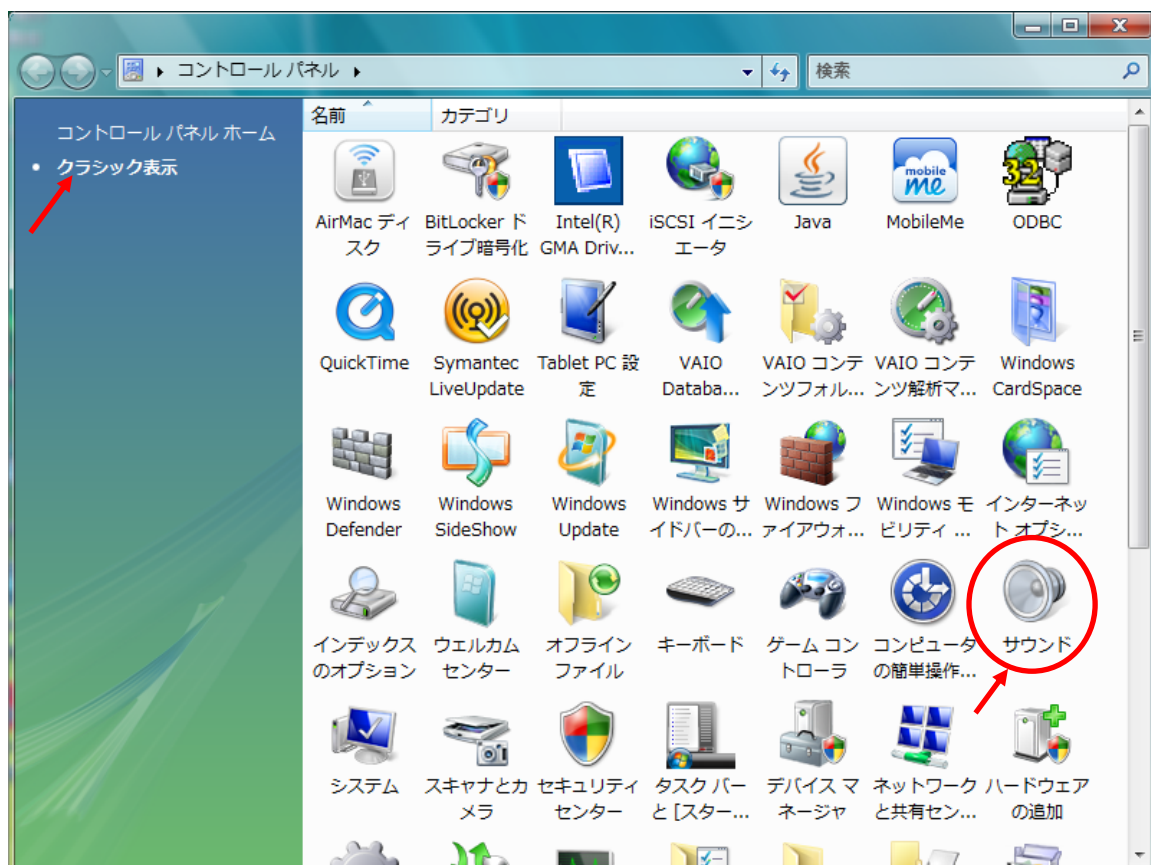 コントロール パネル
検索
コントロール パネル ホーム
クラシック表示
名前 カテゴリ
mobile
me
32
AirMac ディ
スク
BitLocker ド
ライブ暗号化
Intel(R)
GMA Driv...
iSCSI イニシ
エータ
Java
MobileMe
ODBC
QuickTime
Symantec
LiveUpdate
Tablet PC 設
定
VAIO
Databa...
VAIO コンテ
ンツフォル...
VAIO コンテ
ンツ解析マ...
Windows
CardSpace
Windows
Defender
Windows
SideShow
Windows
Update
Windows サ
イドバーの...
Windows フ
ァイアウォ...
Windows モ
ビリティ ...
インターネッ
ト オプシ...
インデックス
のオプション
ウェルカム
センター
オフライン
ファイル
キーボード
ゲーム コン
トローラ
コンピュータ
の簡単操作...
サウンド
システム
スキャナとカ
メラ
セキュリティ
センター
タスク バー
と [スター...
デバイス マ
ネージャ
ネットワーク
と共有セン...
ハードウェア
の追加